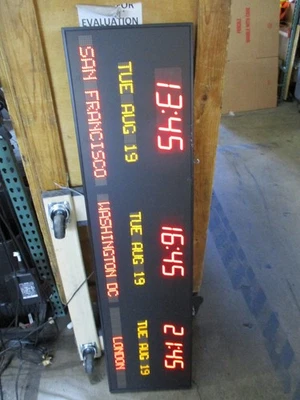 FOR
EVALUATION
13:45
TUE AUG 19
SAN FRANCISCO
16:45
TUE AUG 19
WASHINGTON DC
21:45
TUE AUG 19
LONDON